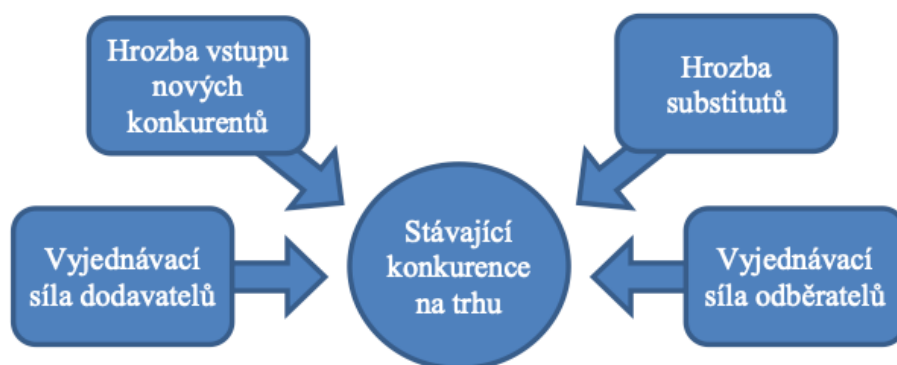 Hrozba vstupu
nových
konkurentů
Hrozba
substitutů
Vyjednávací
síla dodavatelů
Stávající
konkurence
na trhu
Vyjednávací
síla odběratelů